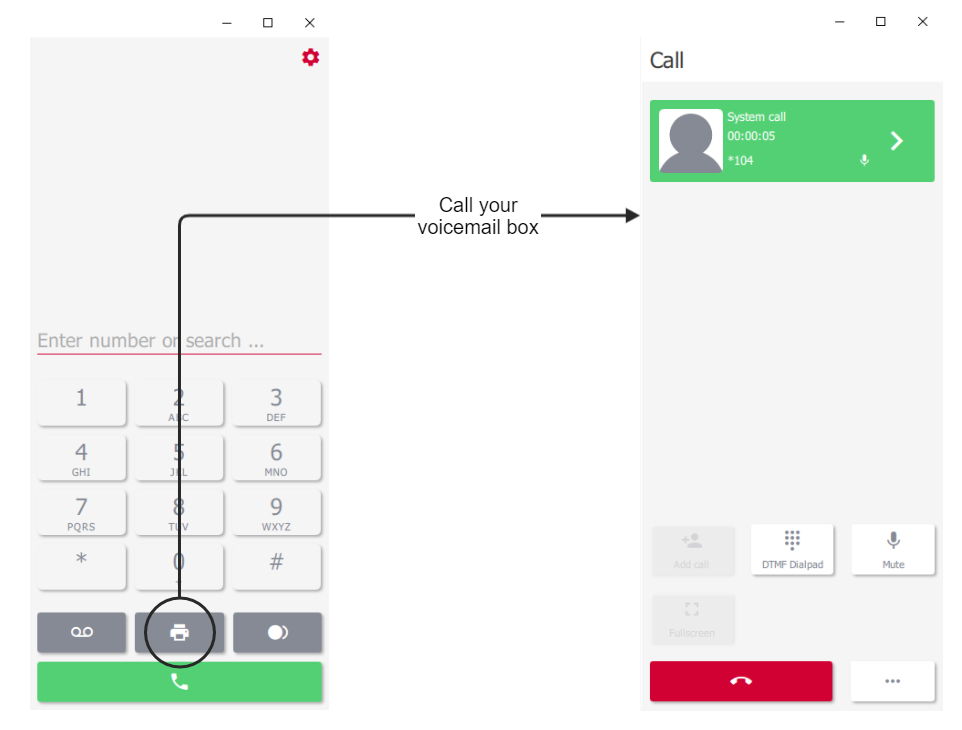 Call
System call
00:00:05
*104
Call your
voicemail box
Enter number or search ...
1
2
ABC
3
DEF
4
GHI
5
JKL
6
MNO
7
PQRS
8
TUV
9
WXYZ
*
0
#
Add call
DTMF Dialpad
Mute
Fullscreen